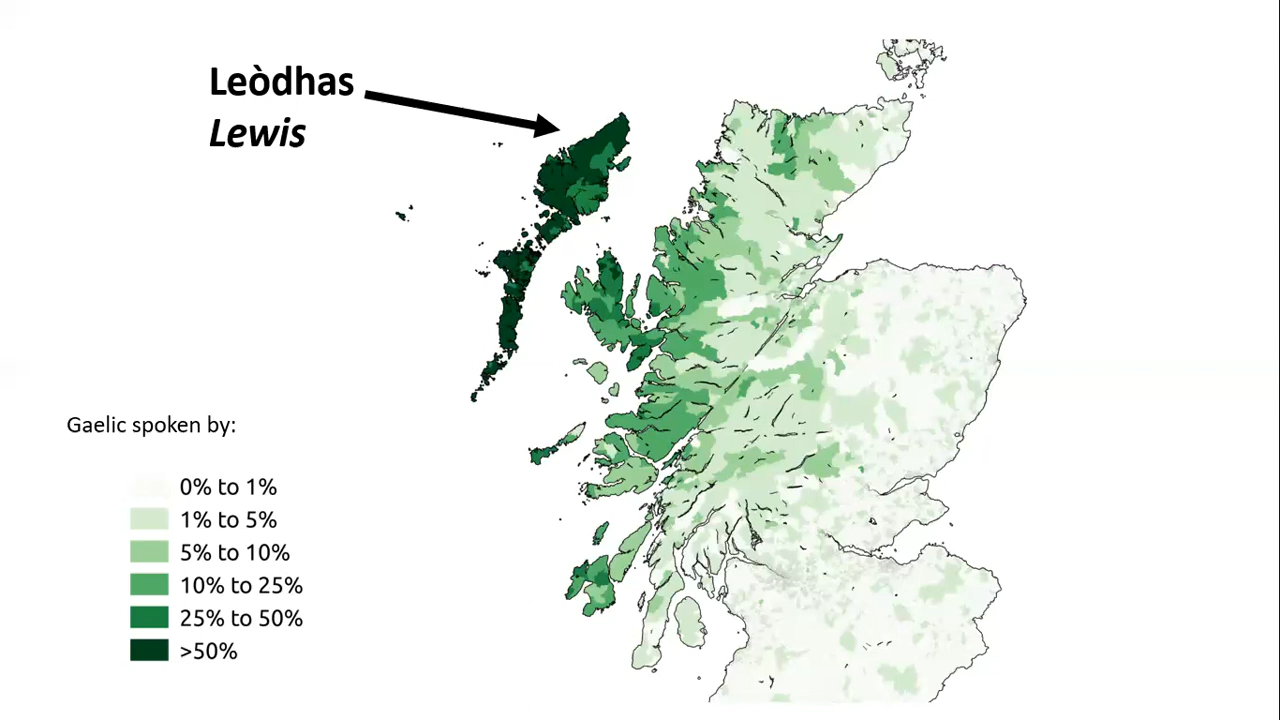 Leòdhas
Lewis
Gaelic spoken by:
0% to 1%
1% to 5%
5% to 10%
10% to 25%
25% to 50%
>50%